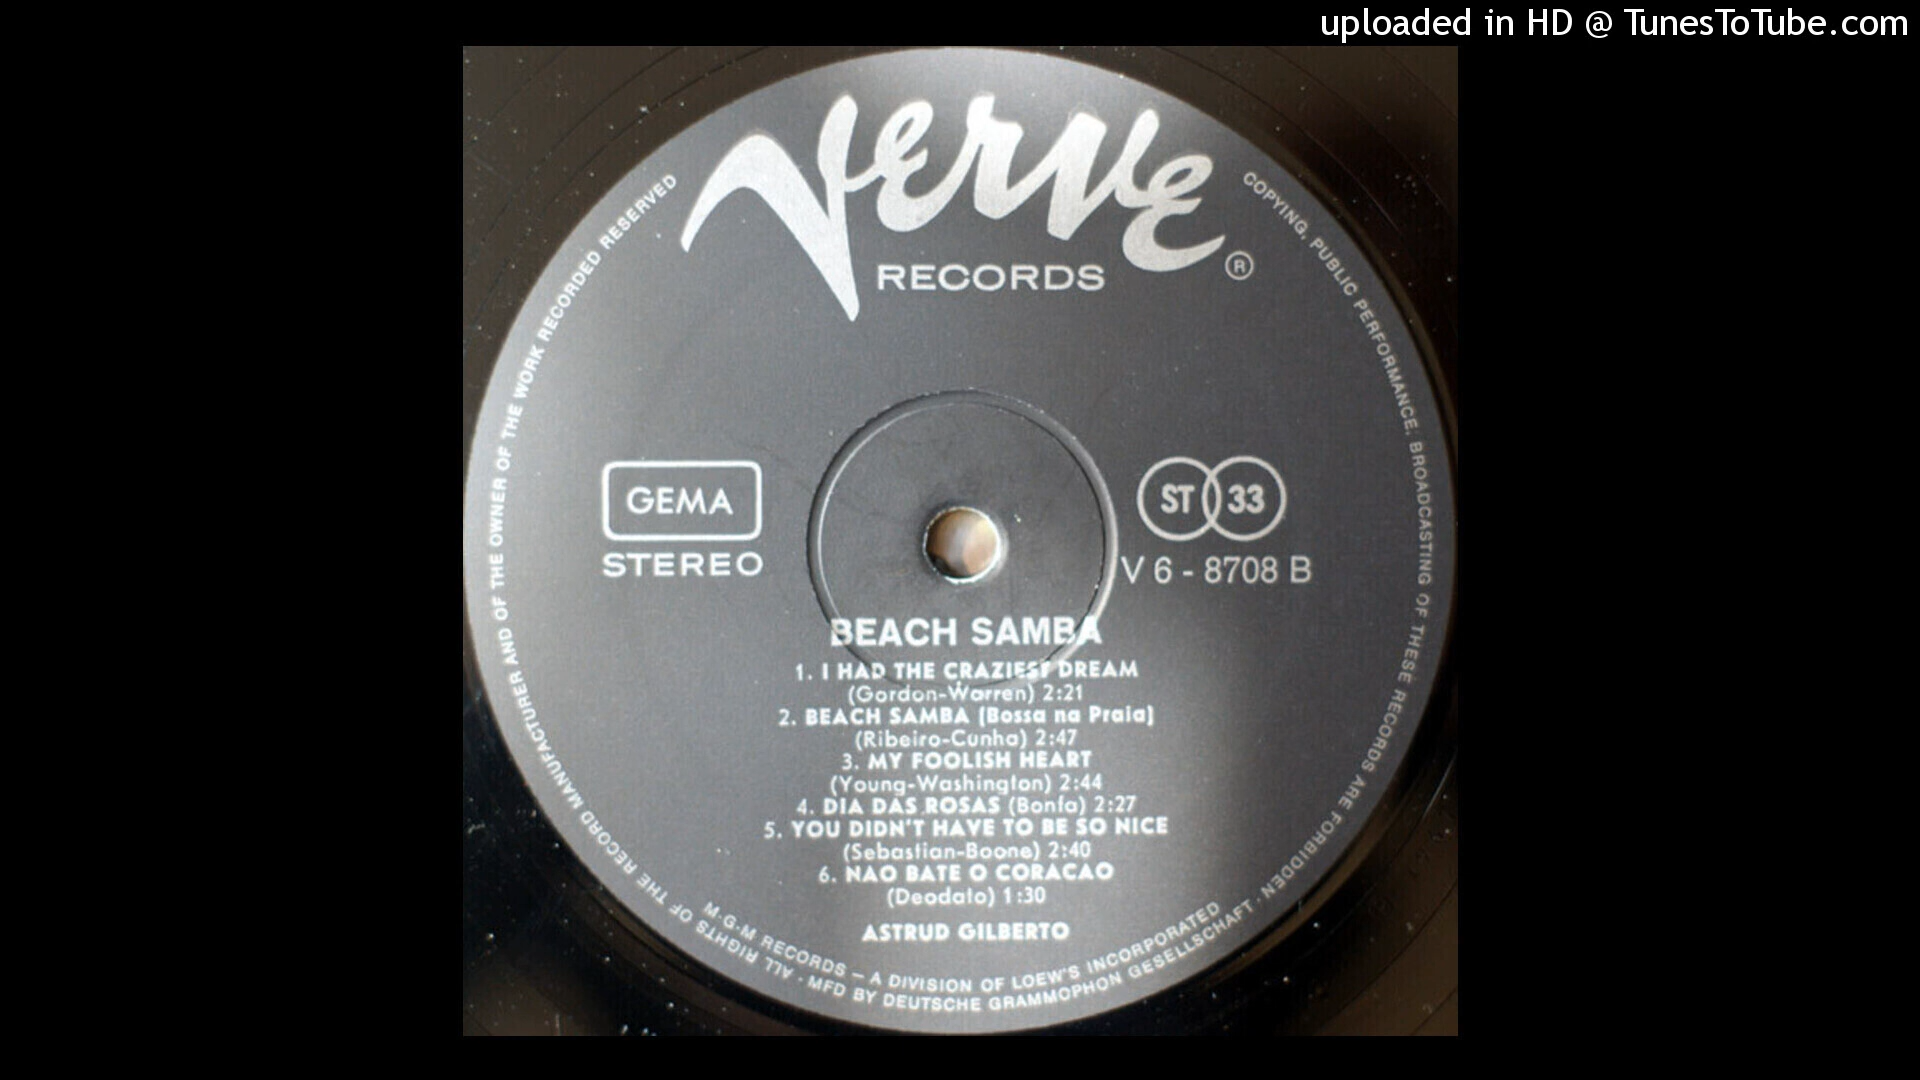 uploaded in HD @ TunesToTube.com
Verve
RECORDS ®
GEMA
STEREO
ST 33
V 6 - 8708 B
BEACH SAMBA
1. I HAD THE CRAZIEST DREAM
(Gordon-Warren) 2:21
2. BEACH SAMBA (Bossa na Praia)
(Ribeiro-Cunha) 2:47
3. MY FOOLISH HEART
(Young-Washington) 2:44
4. DIA DAS ROSAS (Bonfa) 2:27
5. YOU DIDN'T HAVE TO BE SO NICE
(Sebastian-Boone) 2:40
6. NAO BATE O CORACAO
(Deodato) 1:30
ASTRUD GILBERTO
M·G·M RECORDS – A DIVISION OF LOEW'S INCORPORATED
MFD BY DEUTSCHE GRAMMOPHON GESELLSCHAFT ·
ALL RIGHTS OF THE RECORD MANUFACTURER AND OF THE OWNER OF THE WORK RECORDED RESERVED
COPYING, PUBLIC PERFORMANCE, BROADCASTING OF THESE RECORDS ARE FORBIDDEN ·